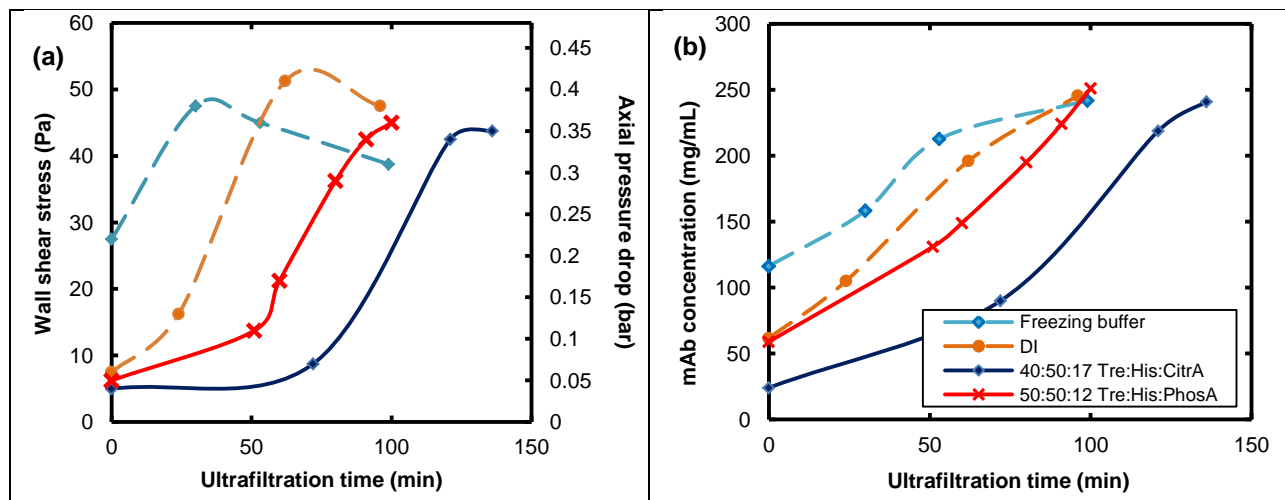 (a)
60
50
40
30
20
10
0
Wall shear stress (Pa)
0.45
0.4
0.35
0.3
0.25
0.2
0.15
0.1
0.05
0
Axial pressure drop (bar)
0 50 100 150
Ultrafiltration time (min)
(b)
300
250
200
150
100
50
0
mAb concentration (mg/mL)
Freezing buffer
DI
40:50:17 Tre:His:CitrA
50:50:12 Tre:His:PhosA
0 50 100 150
Ultrafiltration time (min)